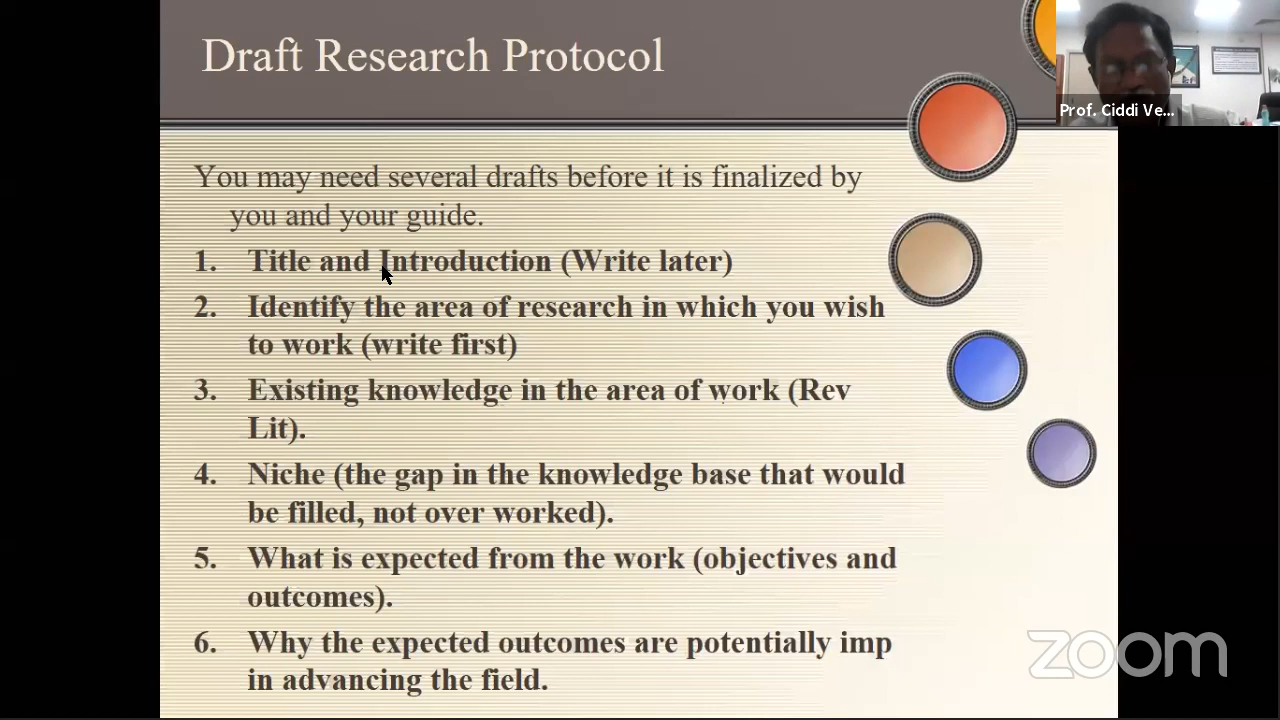 Draft Research Protocol
Prof. Ciddi Ve...
You may need several drafts before it is finalized by
you and your guide.
1. Title and Introduction (Write later)
2. Identify the area of research in which you wish
to work (write first)
3. Existing knowledge in the area of work (Rev
Lit).
4. Niche (the gap in the knowledge base that would
be filled, not over worked).
5. What is expected from the work (objectives and
outcomes).
6. Why the expected outcomes are potentially imp
in advancing the field.
zoom